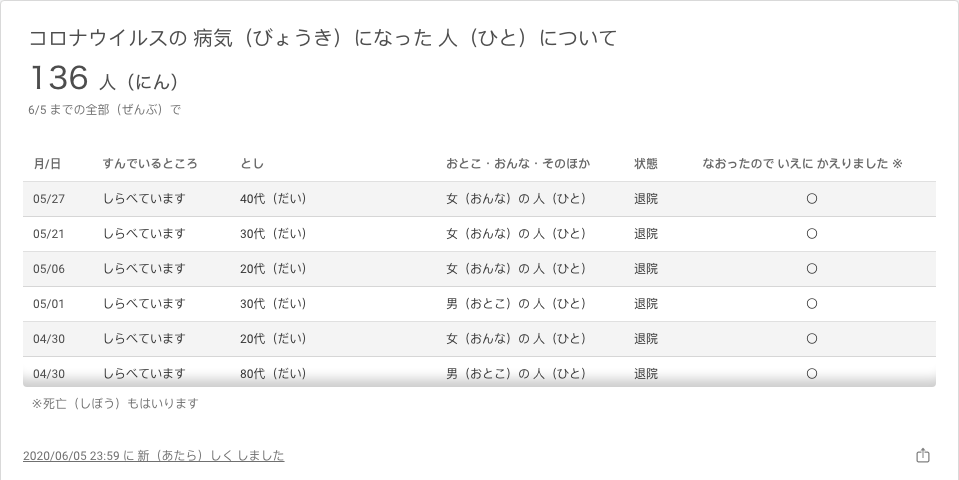 コロナウイルスの 病気（びょうき）になった 人（ひと）について
136 人（にん）
6/5 までの全部（ぜんぶ）で
月/日 すんでいるところ とし おとこ・おんな・そのほか 状態 なおったので いえに かえりました ※
05/27 しらべています 40代（だい） 女（おんな）の 人（ひと） 退院 〇
05/21 しらべています 30代（だい） 女（おんな）の 人（ひと） 退院 〇
05/06 しらべています 20代（だい） 女（おんな）の 人（ひと） 退院 〇
05/01 しらべています 30代（だい） 男（おとこ）の 人（ひと） 退院 〇
04/30 しらべています 20代（だい） 女（おんな）の 人（ひと） 退院 〇
04/30 しらべています 80代（だい） 男（おとこ）の 人（ひと） 退院 〇
※死亡（しぼう）もはいります
2020/06/05 23:59 に 新（あたら）しく しました